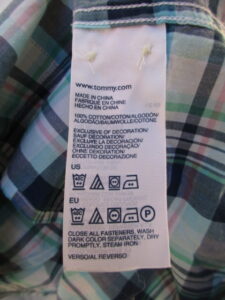 www.tommy.com
MADE IN CHINA
FABRIQUÉ EN CHINE
HECHO EN CHINA
100% COTTON/COTON/ALGODÓN/
ALGODÃO/BAUMWOLLE/COTONE
EXCLUSIVE OF DECORATION/
SAUF DÉCORATION/
EXCLUYE LA DECORACIÓN/
EXCLUINDO DECORAÇÃO/
OHNE DEKORATION/
ECCETTO DECORAZIONE
US
EU
CLOSE ALL FASTENERS, WASH
DARK COLOR SEPARATELY, DRY
PROMPTLY, STEAM IRON
VERSO/AL REVERSO